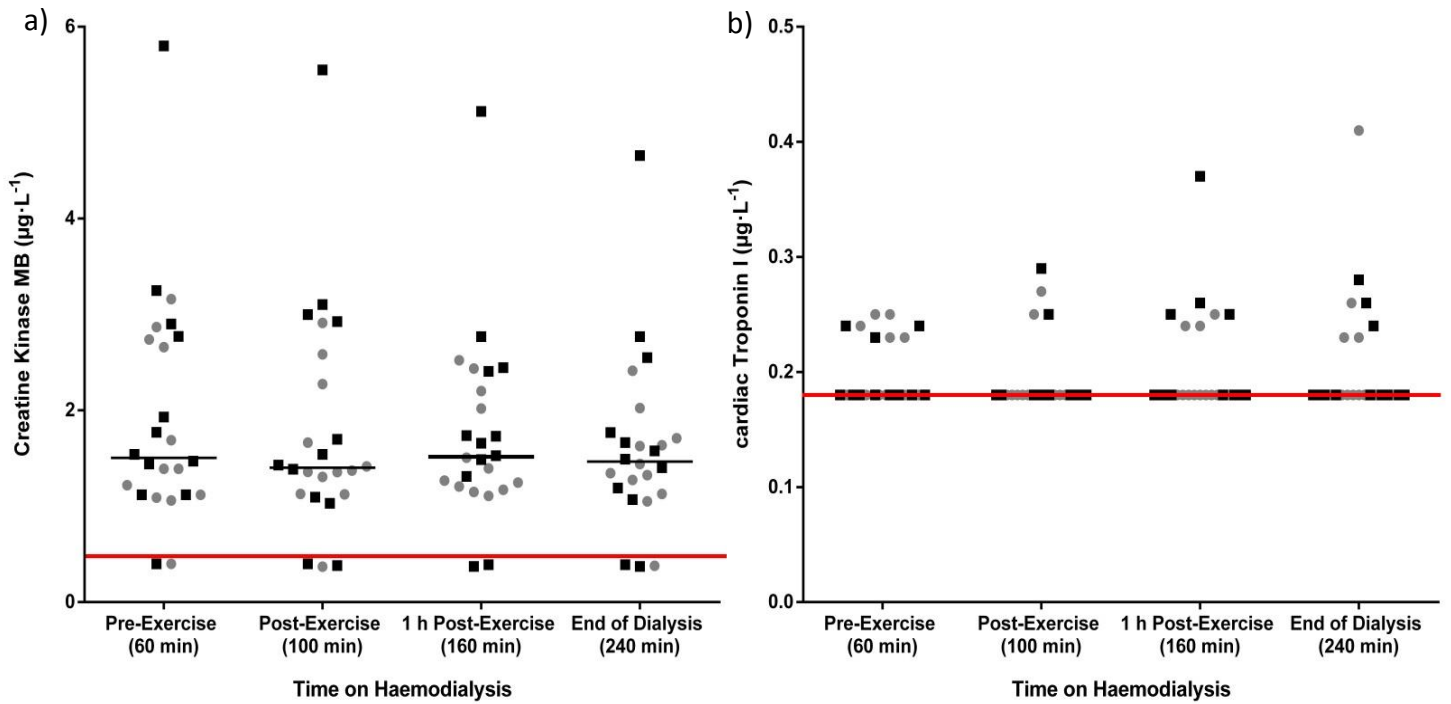 a)
Creatine Kinase MB (µg·L⁻¹)
6
4
2
0
Pre-Exercise
(60 min)
Post-Exercise
(100 min)
1 h Post-Exercise
(160 min)
End of Dialysis
(240 min)
Time on Haemodialysis
b)
cardiac Troponin I (µg·L⁻¹)
0.5
0.4
0.3
0.2
0.1
0.0
Pre-Exercise
(60 min)
Post-Exercise
(100 min)
1 h Post-Exercise
(160 min)
End of Dialysis
(240 min)
Time on Haemodialysis